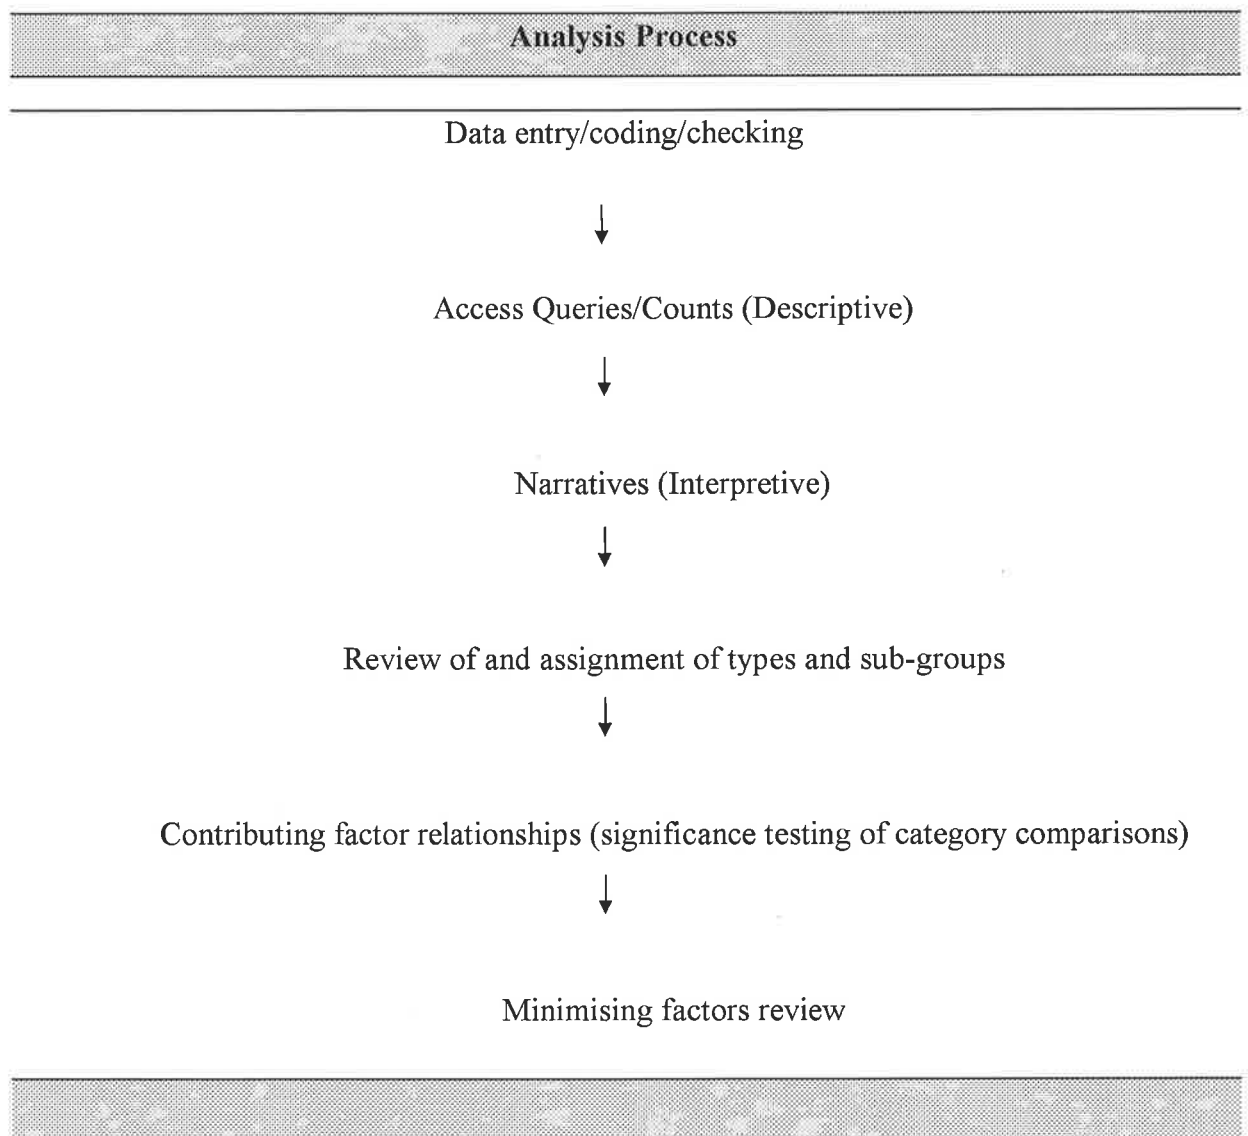 Analysis Process
Data entry/coding/checking
Access Queries/Counts (Descriptive)
Narratives (Interpretive)
Review of and assignment of types and sub-groups
Contributing factor relationships (significance testing of category comparisons)
Minimising factors review